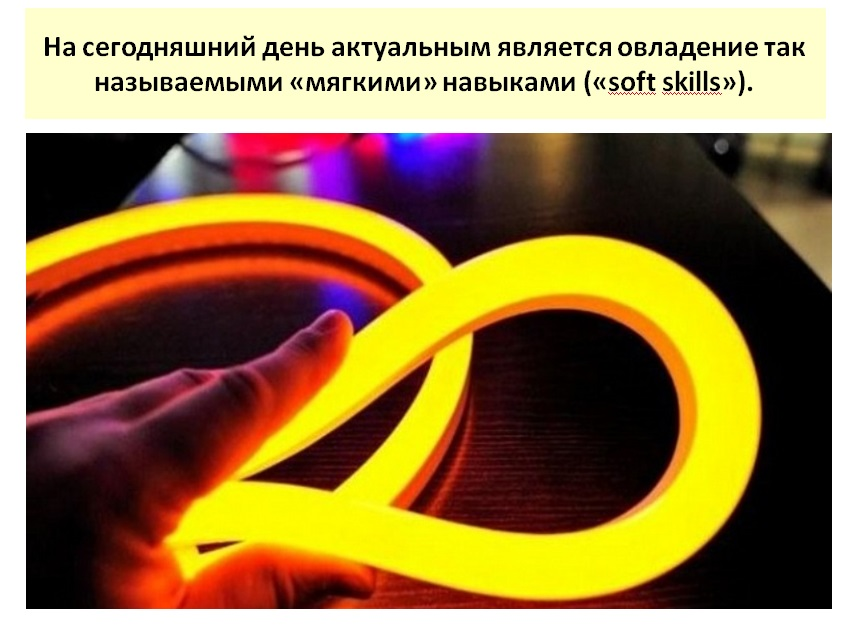 На сегодняшний день актуальным является овладение так
называемыми «мягкими» навыками («soft skills»).